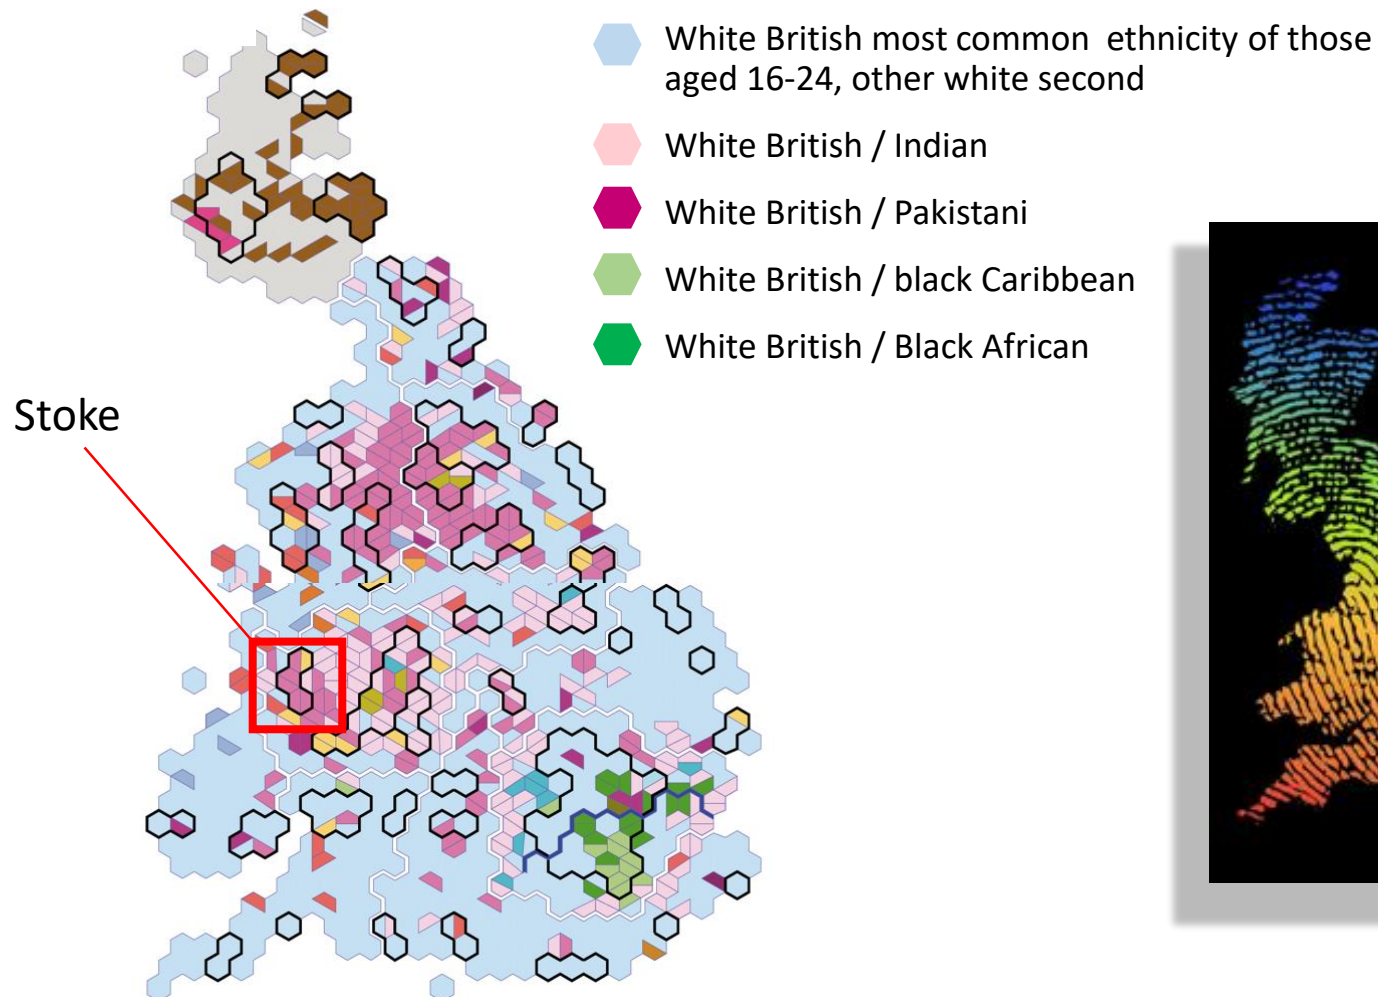 White British most common ethnicity of those
aged 16-24, other white second
White British / Indian
White British / Pakistani
White British / black Caribbean
White British / Black African
Stoke